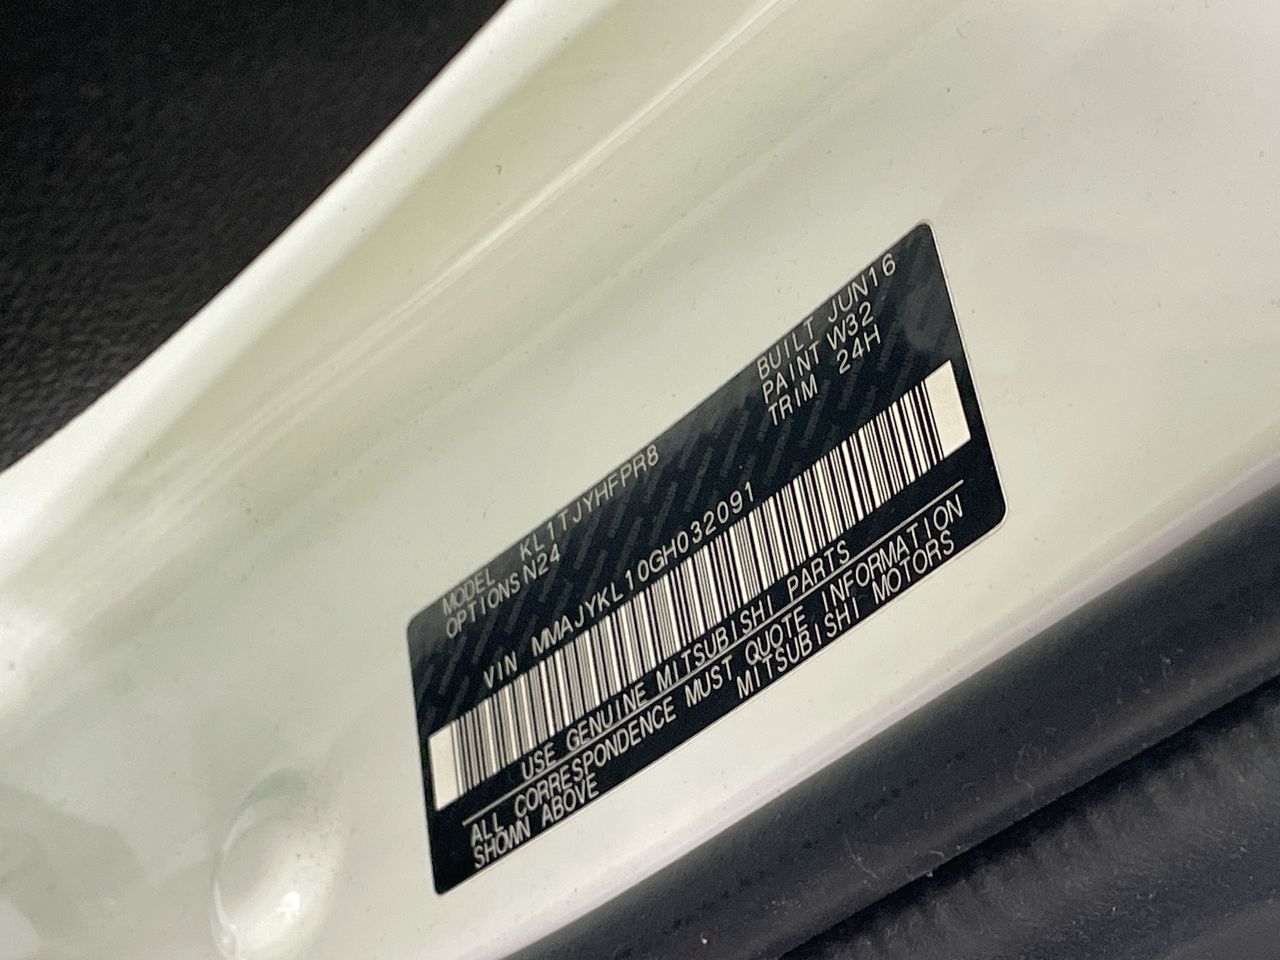 MODEL KL1TJYHFPR8
OPTIONS N24
BUILT JUN16
PAINT W32
TRIM 24H
VIN MMAJYKL10GH032091
USE GENUINE MITSUBISHI PARTS
ALL CORRESPONDENCE MUST QUOTE INFORMATION
SHOWN ABOVE MITSUBISHI MOTORS